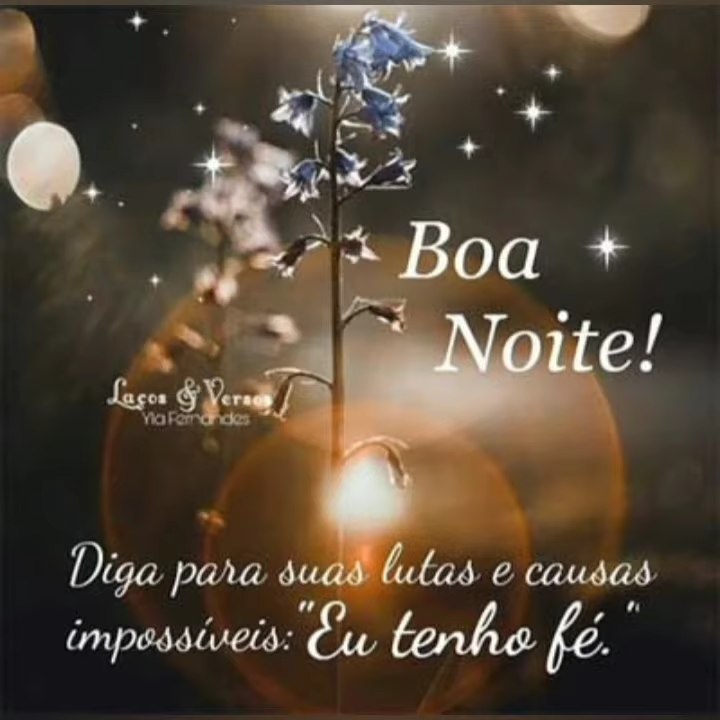 Boa
Noite!
Laços & Versos
Yla Fernandes
Diga para suas lutas e causas
impossíveis: "Eu tenho fé."